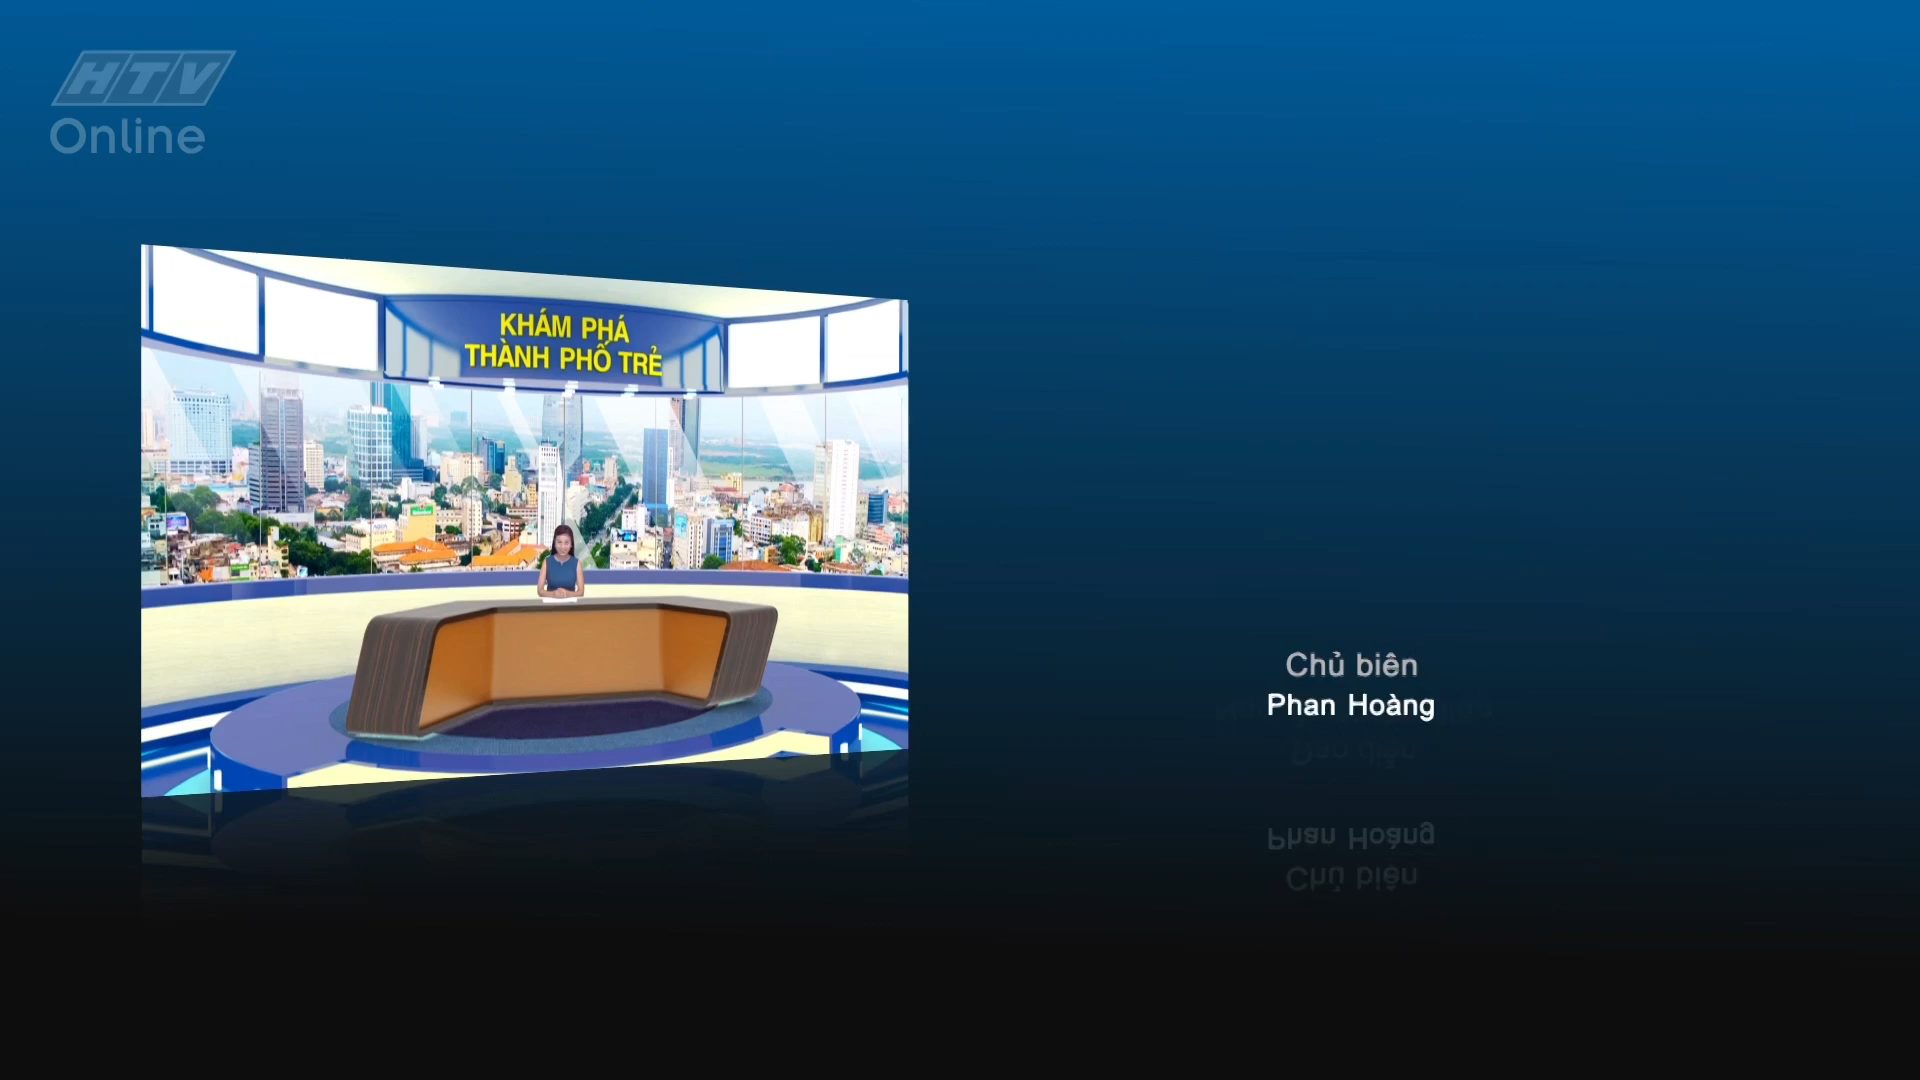 HTV
Online
KHÁM PHÁ
THÀNH PHỐ TRẺ
Chủ biên
Phan Hoàng